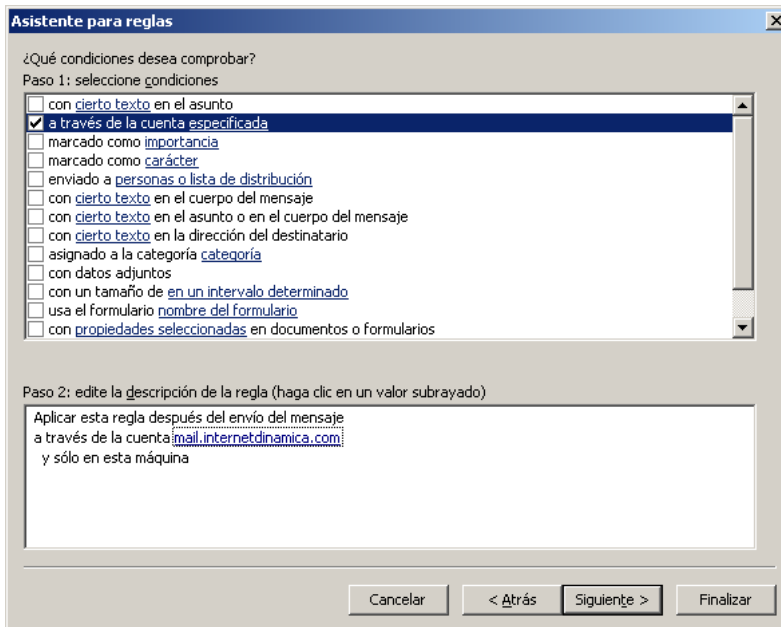 Asistente para reglas
¿Qué condiciones desea comprobar?
Paso 1: seleccione condiciones
con cierto texto en el asunto
a través de la cuenta especificada
marcado como importancia
marcado como carácter
enviado a personas o lista de distribución
con cierto texto en el cuerpo del mensaje
con cierto texto en el asunto o en el cuerpo del mensaje
con cierto texto en la dirección del destinatario
asignado a la categoría categoría
con datos adjuntos
con un tamaño de en un intervalo determinado
usa el formulario nombre del formulario
con propiedades seleccionadas en documentos o formularios
Paso 2: edite la descripción de la regla (haga clic en un valor subrayado)
Aplicar esta regla después del envío del mensaje
a través de la cuenta mail.internetdinamica.com
y sólo en esta máquina
Cancelar < Atrás Siguiente > Finalizar